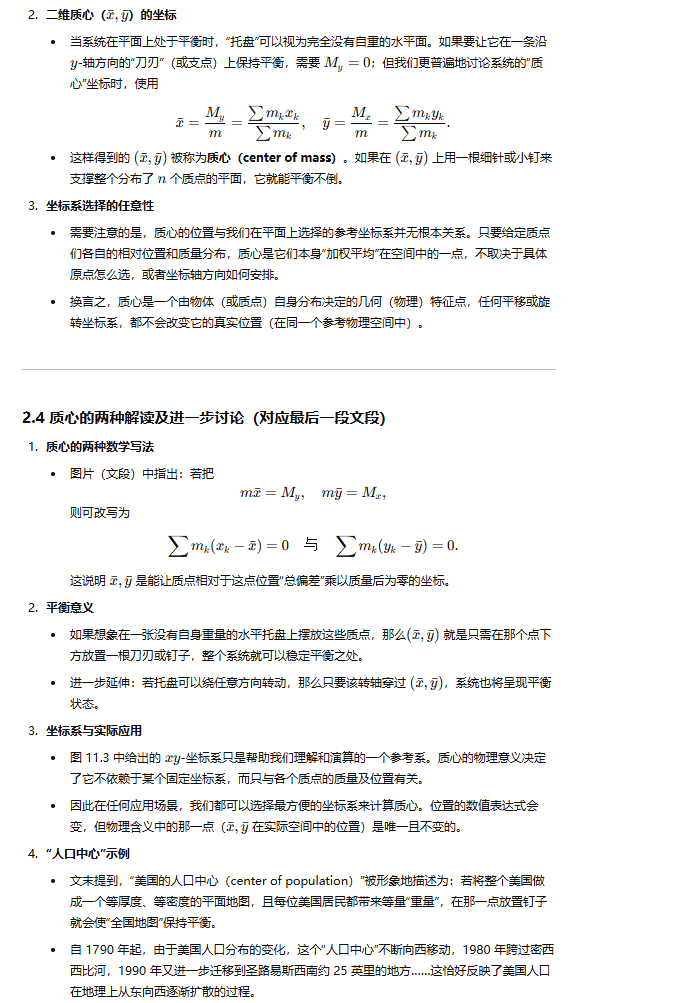 2. 二维质心（$(\bar{x}, \bar{y})$）的坐标
• 当系统在平面上处于平衡时，“托盘”可以视为完全没有自重的水平面。如果要让它在一条沿
$y$-轴方向的“刀刃”（或支点）上保持平衡，需要 $M_y = 0$；但我们更普遍地讨论系统的“质
心”坐标时，使用
$\bar{x} = \frac{M_y}{m} = \frac{\sum m_k x_k}{\sum m_k}, \quad \bar{y} = \frac{M_x}{m} = \frac{\sum m_k y_k}{\sum m_k}.$
• 这样得到的 $(\bar{x}, \bar{y})$ 被称为质心（center of mass）。如果在 $(\bar{x}, \bar{y})$ 上用一根细针或小钉来
支撑整个分布了 $n$ 个质点的平面，它就能平衡不倒。
3. 坐标系选择的任意性
• 需要注意的是，质心的位置与我们在平面上选择的参考坐标系并无根本关系。只要给定质点
们各自的相对位置和质量分布，质心是它们本身“加权平均”在空间中的一点，不取决于具体
原点怎么选，或者坐标轴方向如何安排。
• 换言之，质心是一个由物体（或质点）自身分布决定的几何（物理）特征点，任何平移或旋
转坐标系，都不会改变它的真实位置（在同一个参考物理空间中）。
2.4 质心的两种解读及进一步讨论（对应最后一段文段）
1. 质心的两种数学写法
• 图片（文段）中指出：若把
$m\bar{x} = M_y, \quad m\bar{y} = M_x,$
则可改写为
$\sum m_k(x_k - \bar{x}) = 0 \quad 与 \quad \sum m_k(y_k - \bar{y}) = 0.$
这说明 $\bar{x}, \bar{y}$ 是能让质点相对于这点位置“总偏差”乘以质量后为零的坐标。
2. 平衡意义
• 如果想象在一张没有自身重量的水平托盘上摆放这些质点，那么$(\bar{x}, \bar{y})$ 就是只需在那个点下
方放置一根刀刃或钉子，整个系统就可以稳定平衡之处。
• 进一步延伸：若托盘可以绕任意方向转动，那么只要该转轴穿过 $(\bar{x}, \bar{y})$，系统也将呈现平衡
状态。
3. 坐标系与实际应用
• 图 11.3 中给出的 $xy$-坐标系只是帮助我们理解和演算的一个参考系。质心的物理意义决定
了它不依赖于某个固定坐标系，而只与各个质点的质量及位置有关。
• 因此在任何应用场景，我们都可以选择最方便的坐标系来计算质心。位置的数值表达式会
变，但物理含义中的那一点（$\bar{x}, \bar{y}$ 在实际空间中的位置）是唯一且不变的。
4. “人口中心”示例
• 文末提到，“美国的人口中心（center of population）”被形象地描述为：若将整个美国做
成一个等厚度、等密度的平面地图，且每位美国居民都带来等量“重量”，在那一点放置钉子
就会使“全国地图”保持平衡。
• 自 1790 年起，由于美国人口分布的变化，这个“人口中心”不断向西移动，1980 年跨过密西
西比河，1990 年又进一步迁移到圣路易斯西南约 25 英里的地方……这恰好反映了美国人口
在地理上从东向西逐渐扩散的过程。